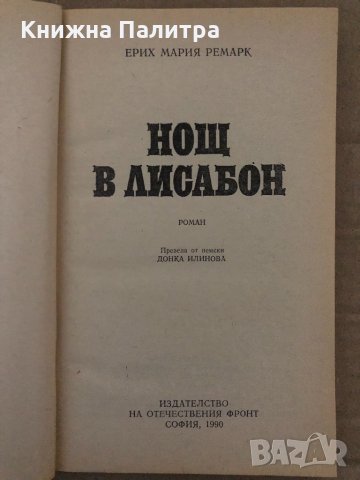 Книжна Палитра
ЕРИХ МАРИЯ РЕМАРК
НОЩ
В ЛИСАБОН
РОМАН
Превела от немски
ДОНКА ИЛИНОВА
ИЗДАТЕЛСТВО
НА ОТЕЧЕСТВЕНИЯ ФРОНТ
СОФИЯ, 1990
BAZAR